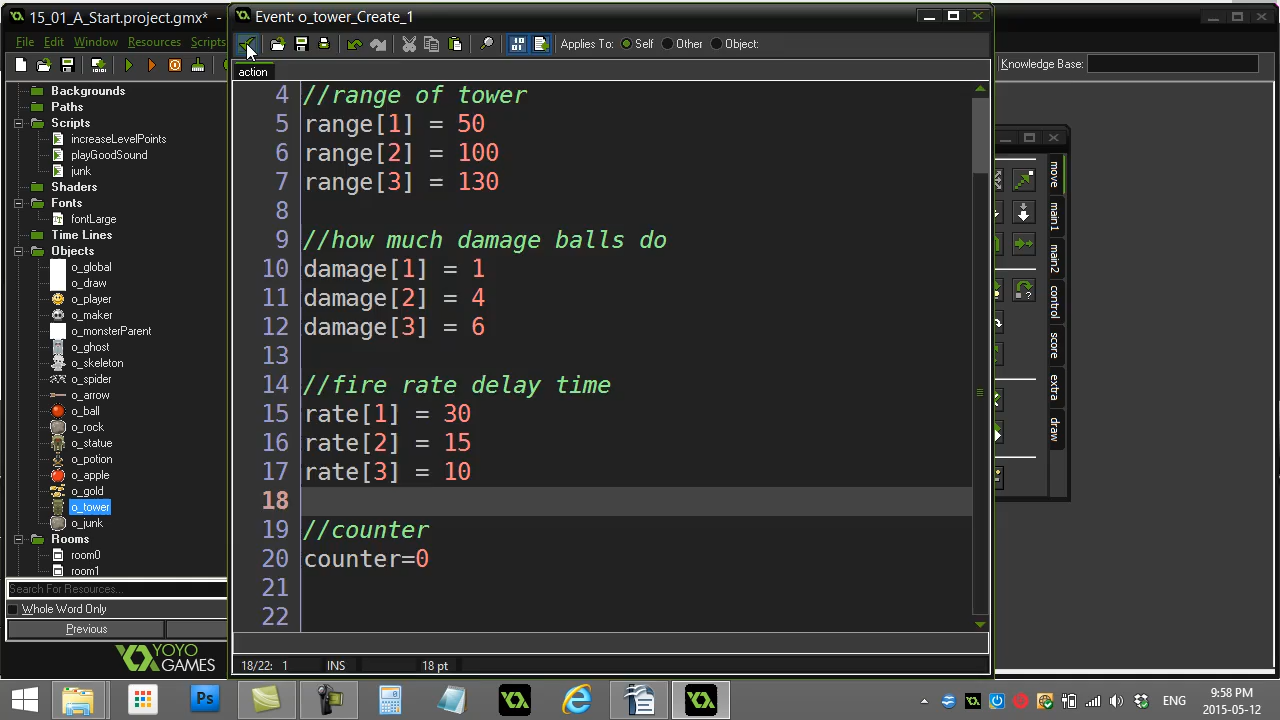 15_01_A_Start.project.gmx*
Event: o_tower_Create_1
File Edit Window Resources Scripts
Applies To: Self Other Object:
Knowledge Base:
action
Backgrounds
Paths
Scripts
increaseLevelPoints
playGoodSound
junk
Shaders
Fonts
fontLarge
Time Lines
Objects
o_global
o_draw
o_player
o_maker
o_monsterParent
o_ghost
o_skeleton
o_spider
o_arrow
o_ball
o_rock
o_statue
o_potion
o_apple
o_gold
o_tower
o_junk
Rooms
room0
room1
Search For Resources...
Whole Word Only
Previous
YOYO
GAMES
4 //range of tower
5 range[1] = 50
6 range[2] = 100
7 range[3] = 130
8
9 //how much damage balls do
10 damage[1] = 1
11 damage[2] = 4
12 damage[3] = 6
13
14 //fire rate delay time
15 rate[1] = 30
16 rate[2] = 15
17 rate[3] = 10
18
19 //counter
20 counter=0
21
22
18/22: 1 INS 18 pt
move
main1
main2
control
score
extra
draw
Ps
ENG
9:58 PM
2015-05-12